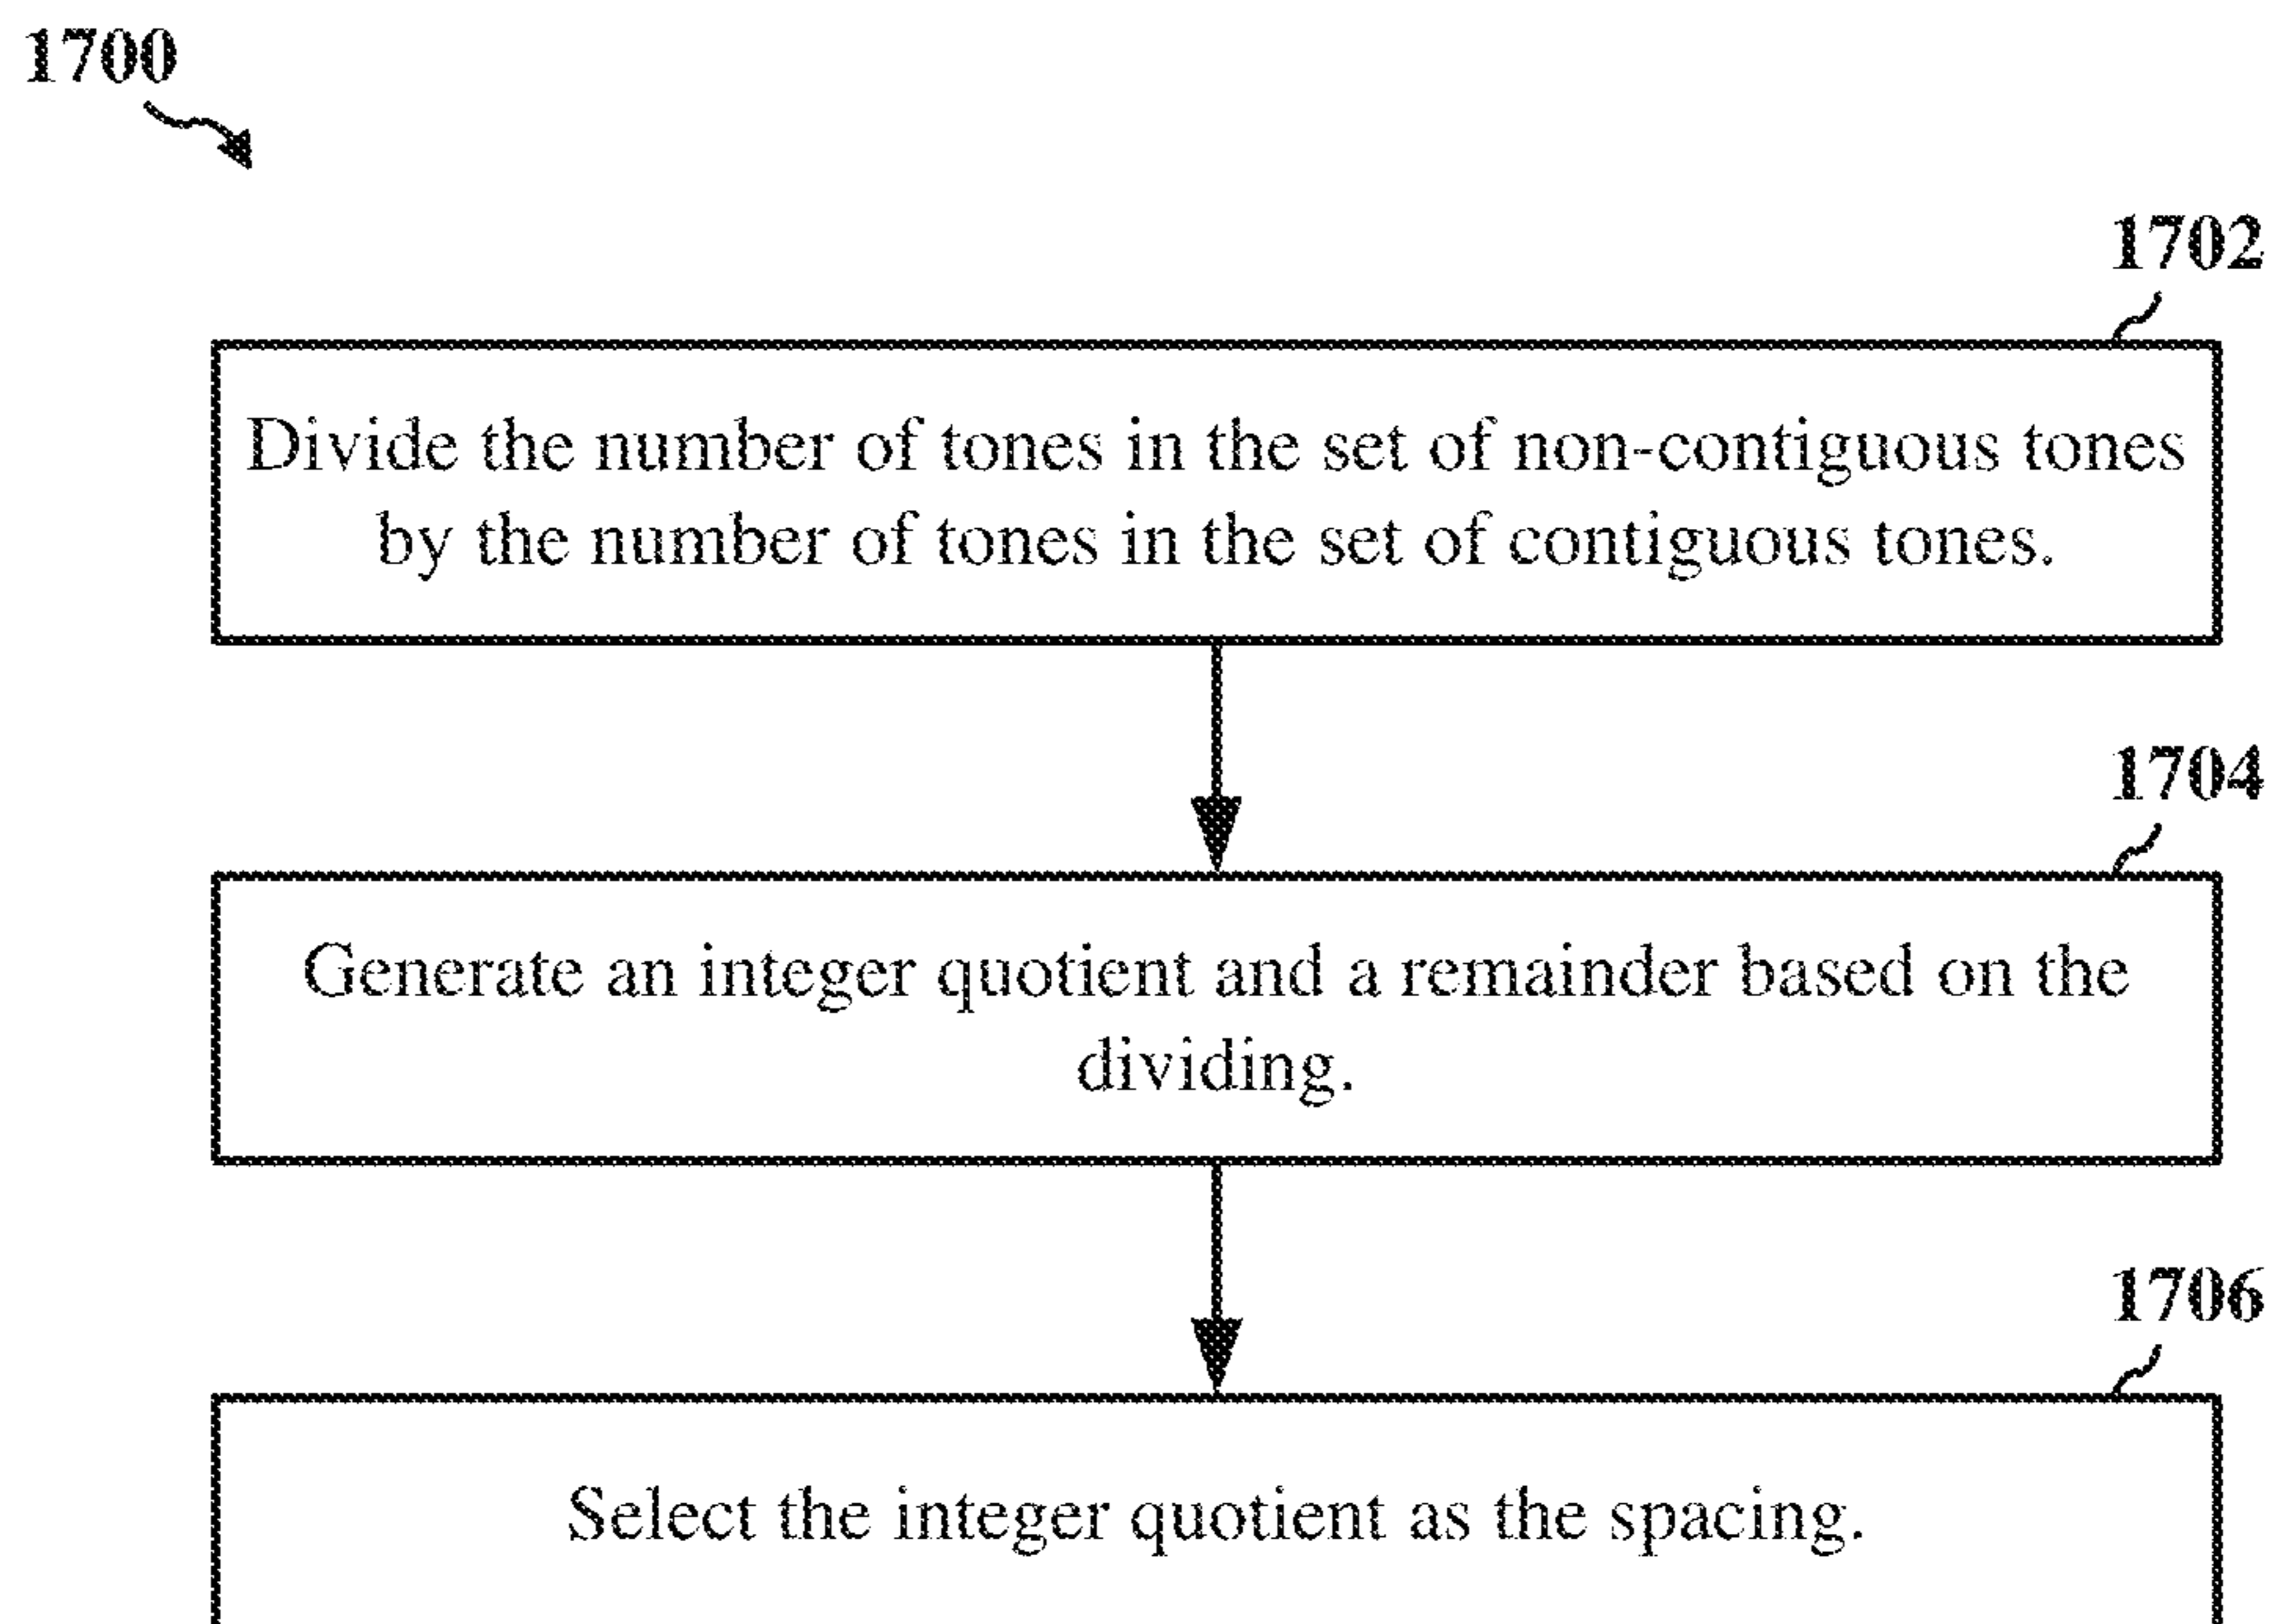 1700
1702
Divide the number of tones in the set of non-contiguous tones
by the number of tones in the set of contiguous tones.
1704
Generate an integer quotient and a remainder based on the
dividing.
1706
Select the integer quotient as the spacing.